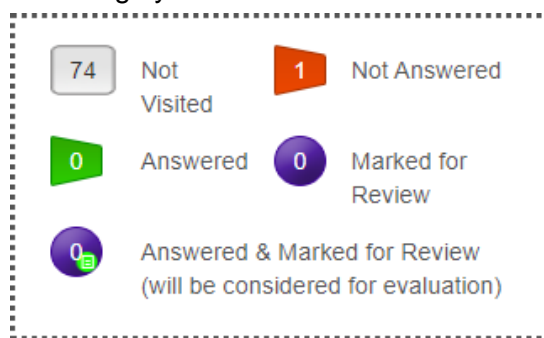 74 Not Visited
1 Not Answered
0 Answered
0 Marked for Review
0 Answered & Marked for Review
(will be considered for evaluation)